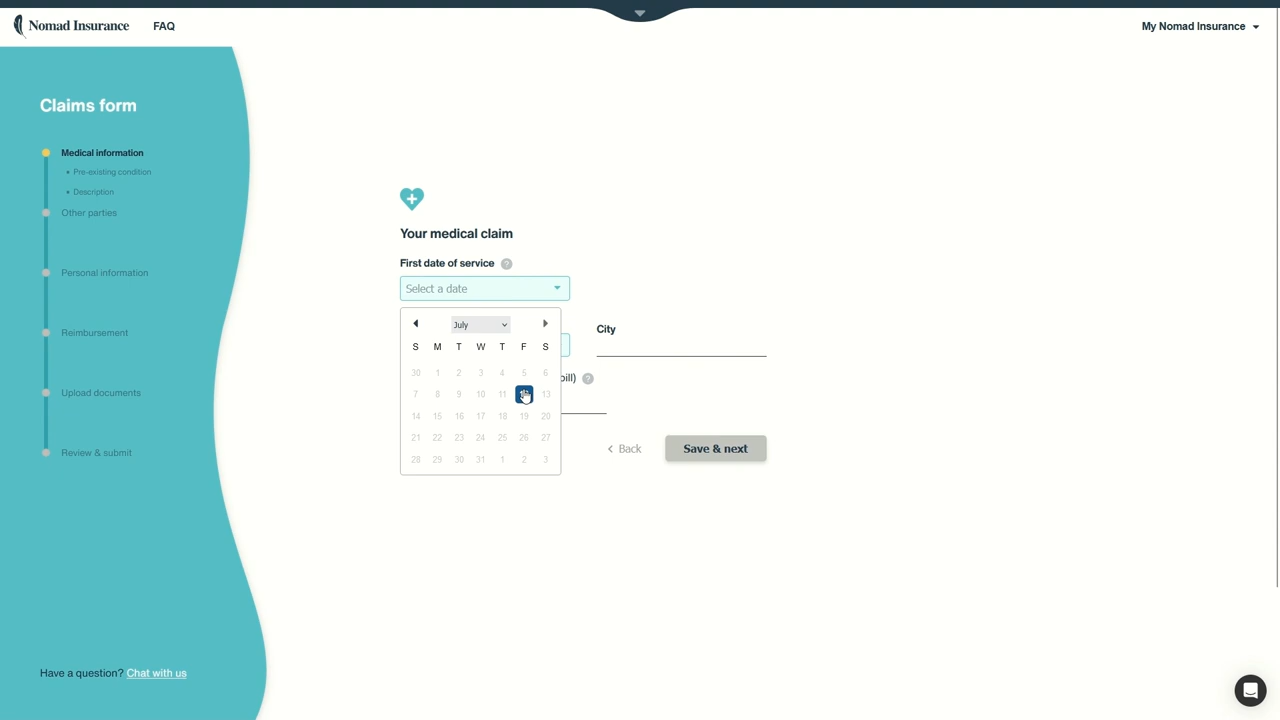 Nomad Insurance
FAQ
My Nomad Insurance
Claims form
Medical information
• Pre-existing condition
• Description
Other parties
Personal information
Reimbursement
Upload documents
Review & submit
Have a question? Chat with us
Your medical claim
First date of service ?
Select a date
July
S M T W T F S
30 1 2 3 4 5 6
7 8 9 10 11 13
14 15 16 17 18 19 20
21 22 23 24 25 26 27
28 29 30 31 1 2 3
City
bill) ?
Back
Save & next